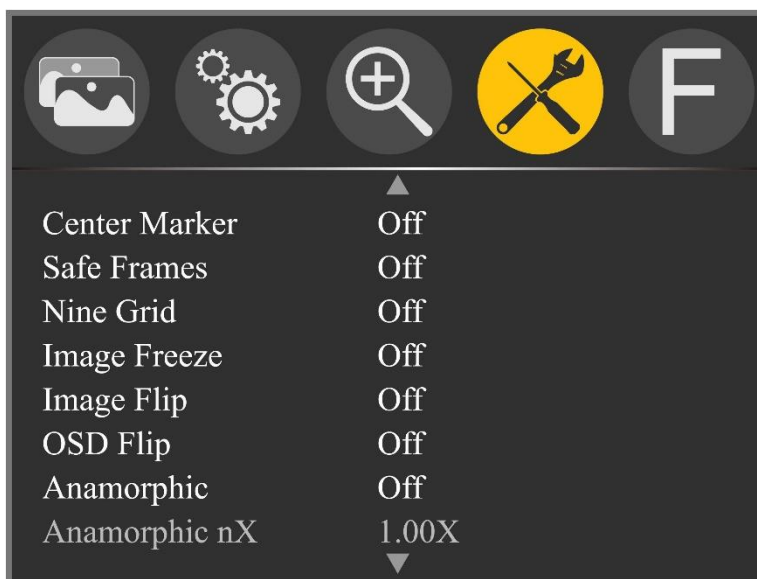 F
Center Marker Off
Safe Frames Off
Nine Grid Off
Image Freeze Off
Image Flip Off
OSD Flip Off
Anamorphic Off
Anamorphic nX 1.00X